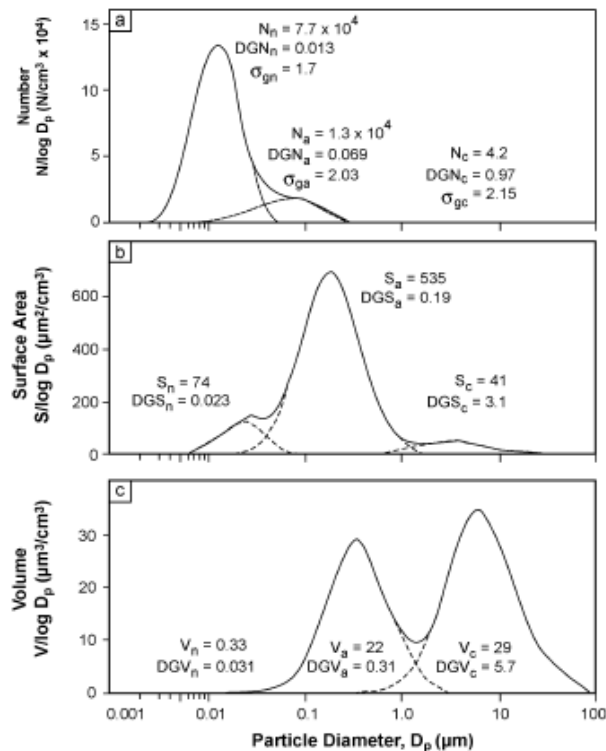 a
Number
N/log Dp (N/cm³ x 10⁴)
15
10
5
0
Nn = 7.7 x 10⁴
DGNn = 0.013
σgn = 1.7
Na = 1.3 x 10⁴
DGNa = 0.069
σga = 2.03
Nc = 4.2
DGNc = 0.97
σgc = 2.15
b
Surface Area
S/log Dp (μm²/cm³)
600
400
200
0
Sn = 74
DGSn = 0.023
Sa = 535
DGSa = 0.19
Sc = 41
DGSc = 3.1
c
Volume
V/log Dp (μm³/cm³)
30
20
10
0
Vn = 0.33
DGVn = 0.031
Va = 22
DGVa = 0.31
Vc = 29
DGVc = 5.7
0.001 0.01 0.1 1.0 10 100
Particle Diameter, Dp (μm)